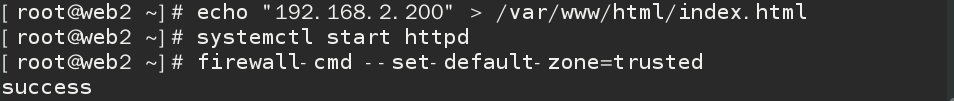 [root@web2 ~]# echo "192.168.2.200" > /var/www/html/index.html
[root@web2 ~]# systemctl start httpd
[root@web2 ~]# firewall-cmd --set-default-zone=trusted
success